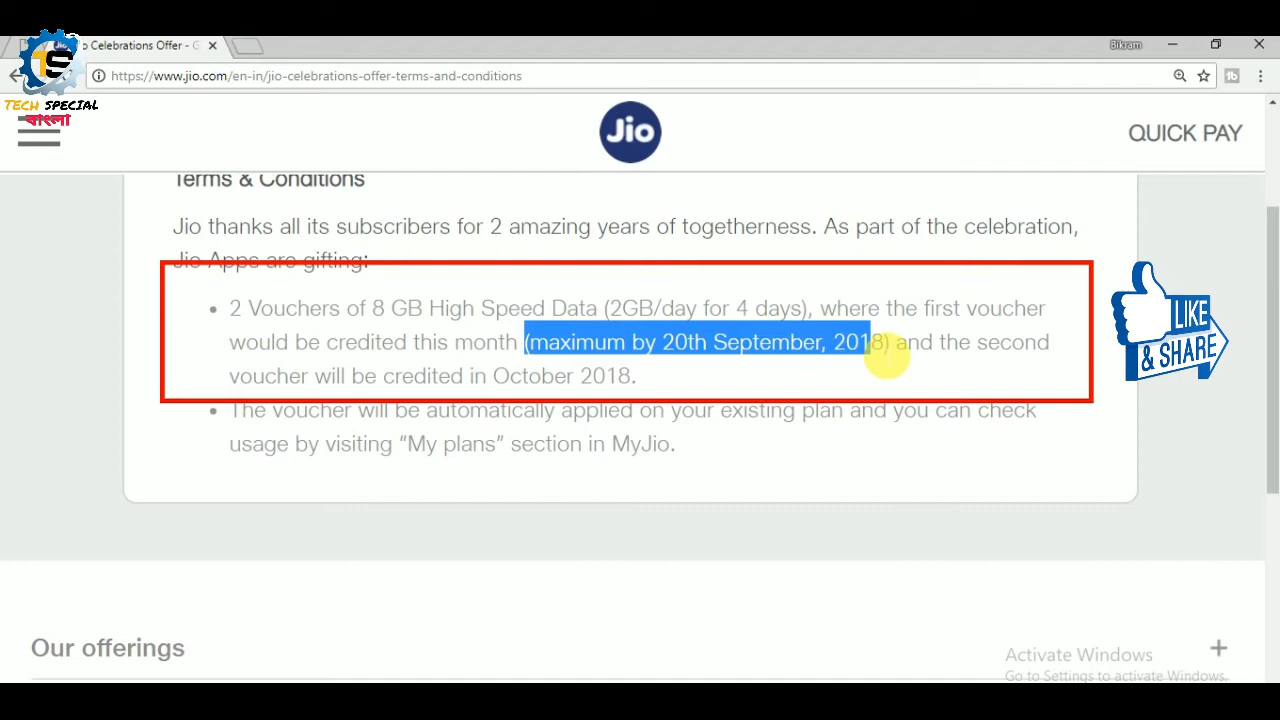 Jio Celebrations Offer - G
Bikram
https://www.jio.com/en-in/jio-celebrations-offer-terms-and-conditions
TS
TECH SPECIAL
বাংলা
Jio
QUICK PAY
Terms & Conditions
Jio thanks all its subscribers for 2 amazing years of togetherness. As part of the celebration,
Jio Apps are gifting:
• 2 Vouchers of 8 GB High Speed Data (2GB/day for 4 days), where the first voucher
would be credited this month (maximum by 20th September, 2018) and the second
voucher will be credited in October 2018.
• The voucher will be automatically applied on your existing plan and you can check
usage by visiting “My plans” section in MyJio.
LIKE
& SHARE
Our offerings
+
Activate Windows
Go to Settings to activate Windows.